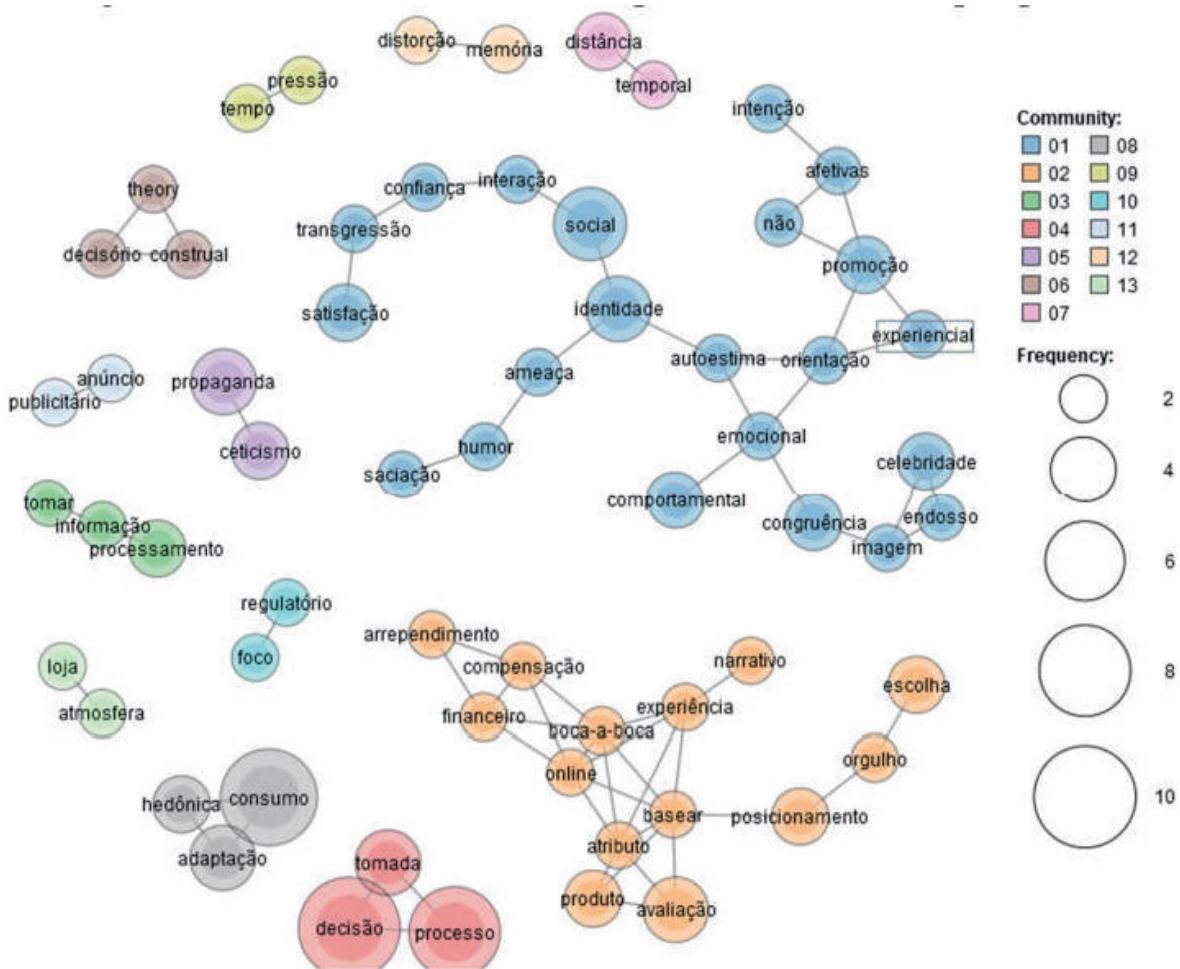 distorção
memória
distância
temporal
pressão
tempo
intenção
afetivas
não
promoção
experiencial
orientação
autoestima
emocional
comportamental
congruência
celebridade
endosso
imagem
interação
confiança
transgressão
satisfação
social
identidade
ameaça
humor
saciação
theory
decisório
construal
anúncio
publicitário
propaganda
ceticismo
tomar
informação
processamento
regulatório
foco
loja
atmosfera
hedônica
consumo
adaptação
tomada
decisão
processo
arrependimento
compensação
financeiro
boca-a-boca
experiência
narrativo
online
basear
atributo
produto
avaliação
posicionamento
orgulho
escolha
Community:
01 08
02 09
03 10
04 11
05 12
06 13
07
Frequency:
2
4
6
8
10